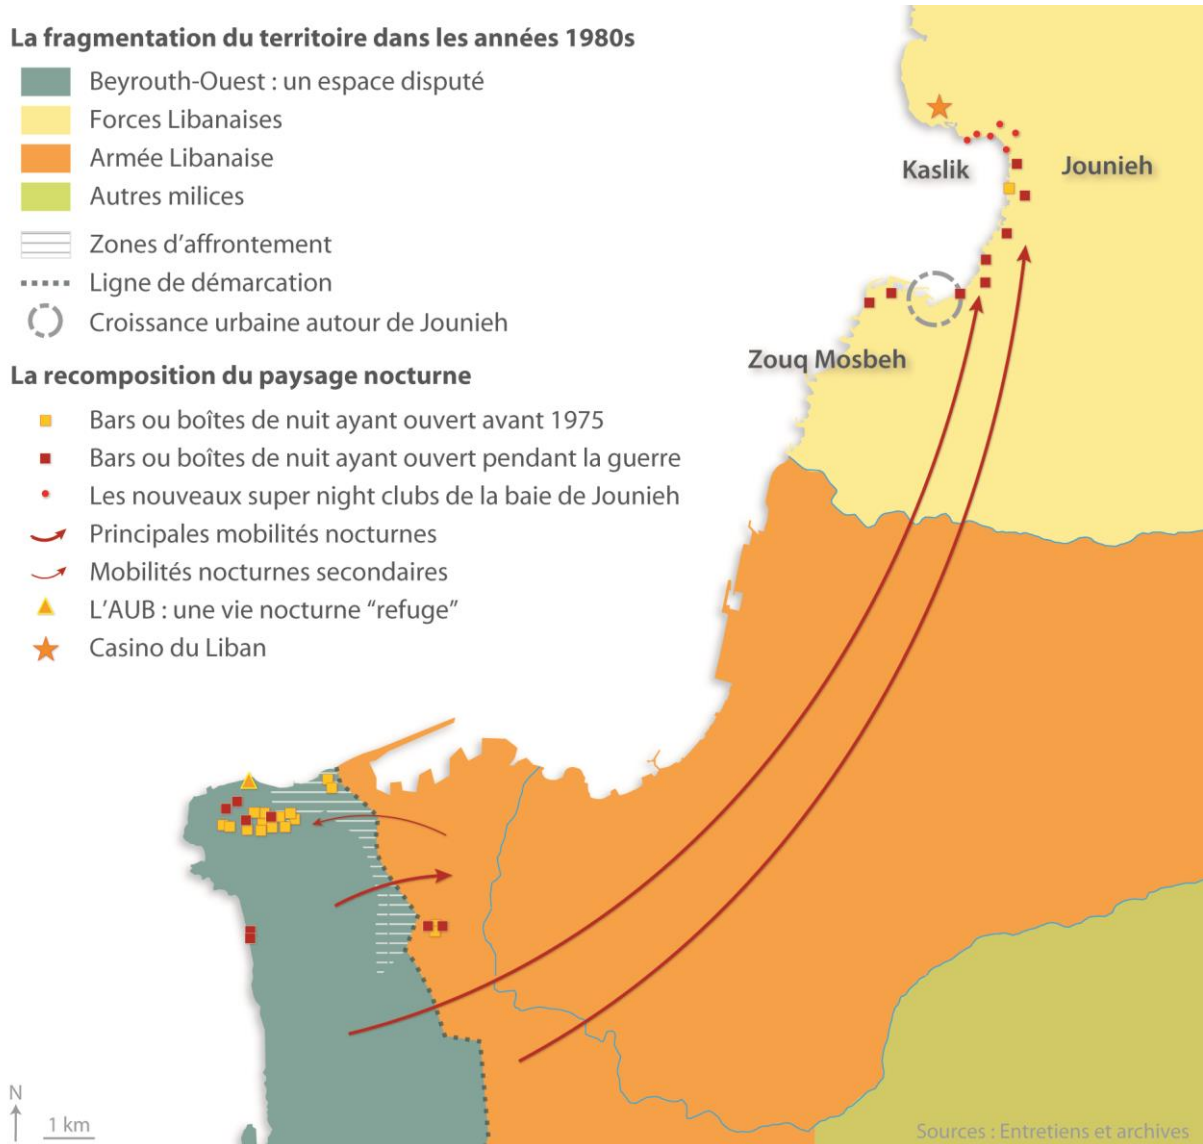 La fragmentation du territoire dans les années 1980s
Beyrouth-Ouest : un espace disputé
Forces Libanaises
Armée Libanaise
Autres milices
Zones d’affrontement
Ligne de démarcation
Croissance urbaine autour de Jounieh
La recomposition du paysage nocturne
Bars ou boîtes de nuit ayant ouvert avant 1975
Bars ou boîtes de nuit ayant ouvert pendant la guerre
Les nouveaux super night clubs de la baie de Jounieh
Principales mobilités nocturnes
Mobilités nocturnes secondaires
L’AUB : une vie nocturne “refuge”
Casino du Liban
Kaslik
Jounieh
Zouq Mosbeh
N
1 km
Sources : Entretiens et archives